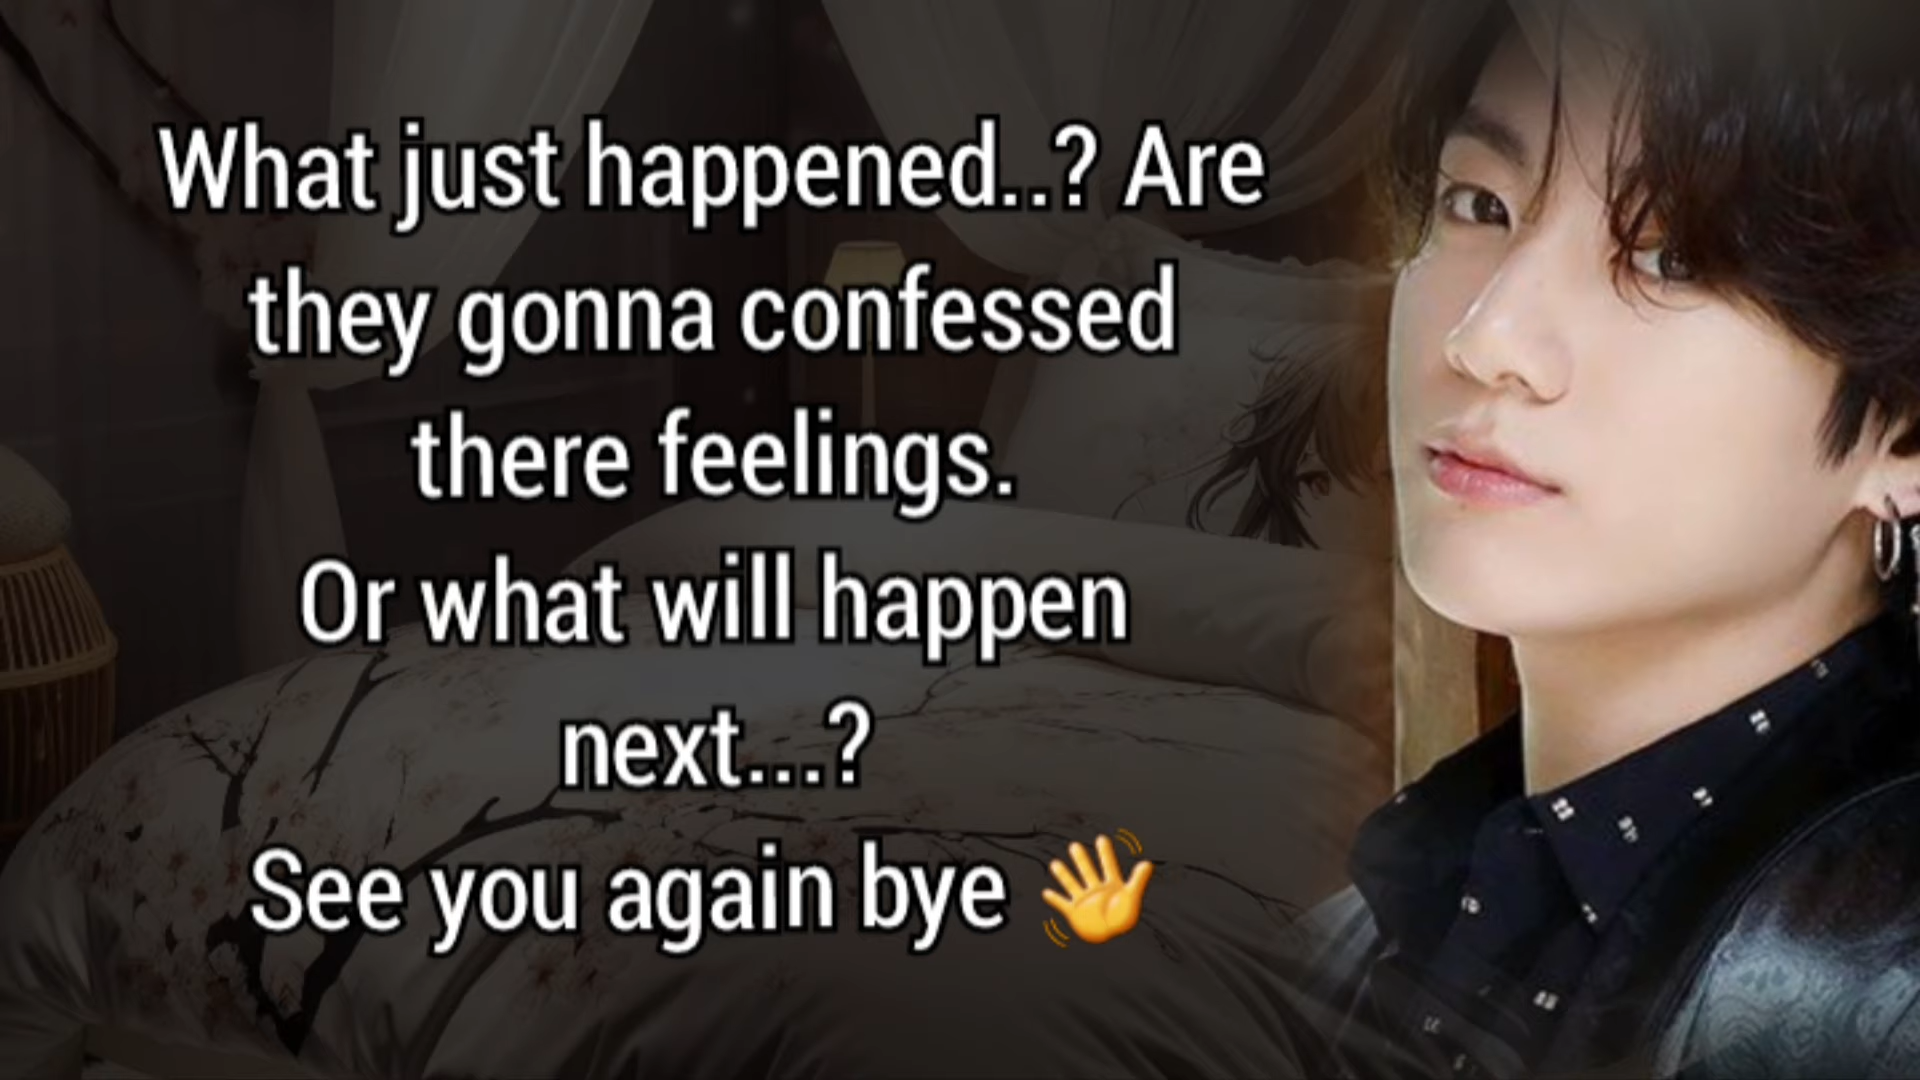 What just happened..? Are
they gonna confessed
there feelings.
Or what will happen
next...?
See you again bye 👋